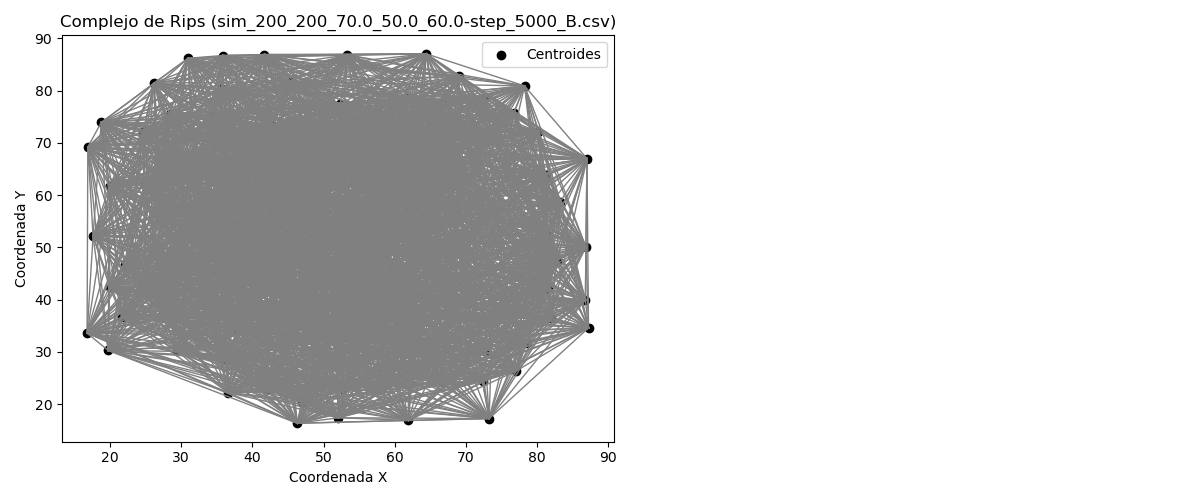 Complejo de Rips (sim_200_200_70.0_50.0_60.0-step_5000_B.csv)
Centroides
90
80
70
60
50
40
30
20
Coordenada Y
20 30 40 50 60 70 80 90
Coordenada X